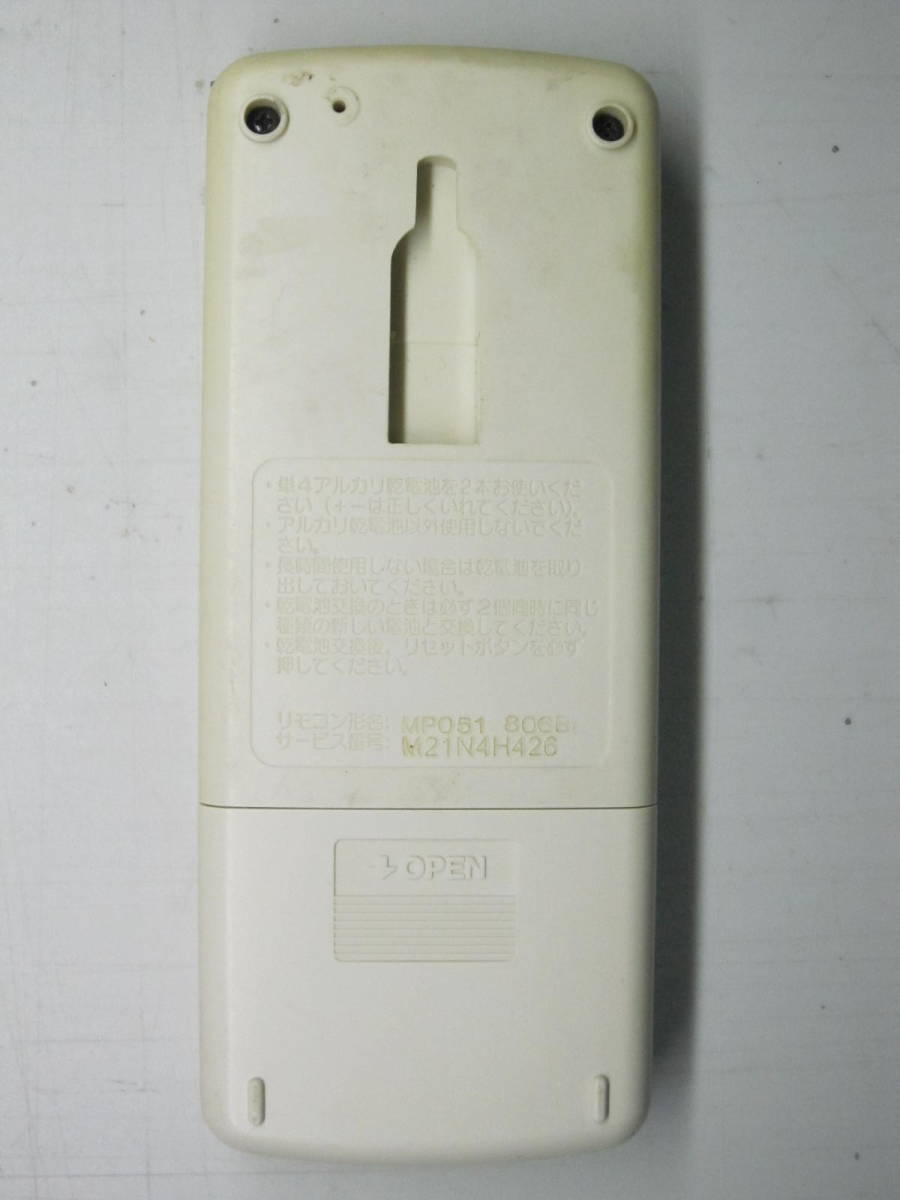 ・単4アルカリ乾電池を2本お使いくだ
さい（+−は正しくいれてください）。
・アルカリ乾電池以外使用しないでくだ
さい。
・長時間使用しない場合は乾電池を取り
出しておいてください。
・乾電池交換のときは必ず2個同時に同じ
種類の新しい電池と交換してください。
・乾電池交換後、リセットボタンを必ず
押してください。
リモコン形名: MP051 806B
サービス番号: M21N4H426
OPEN